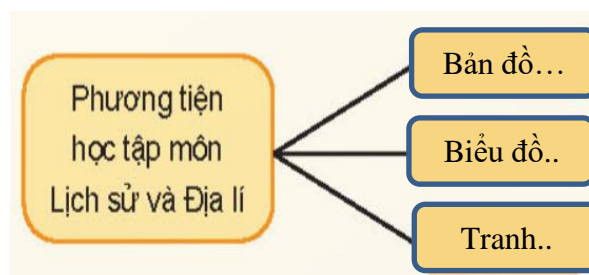 Phương tiện
học tập môn
Lịch sử và Địa lí
Bản đồ…
Biểu đồ..
Tranh..